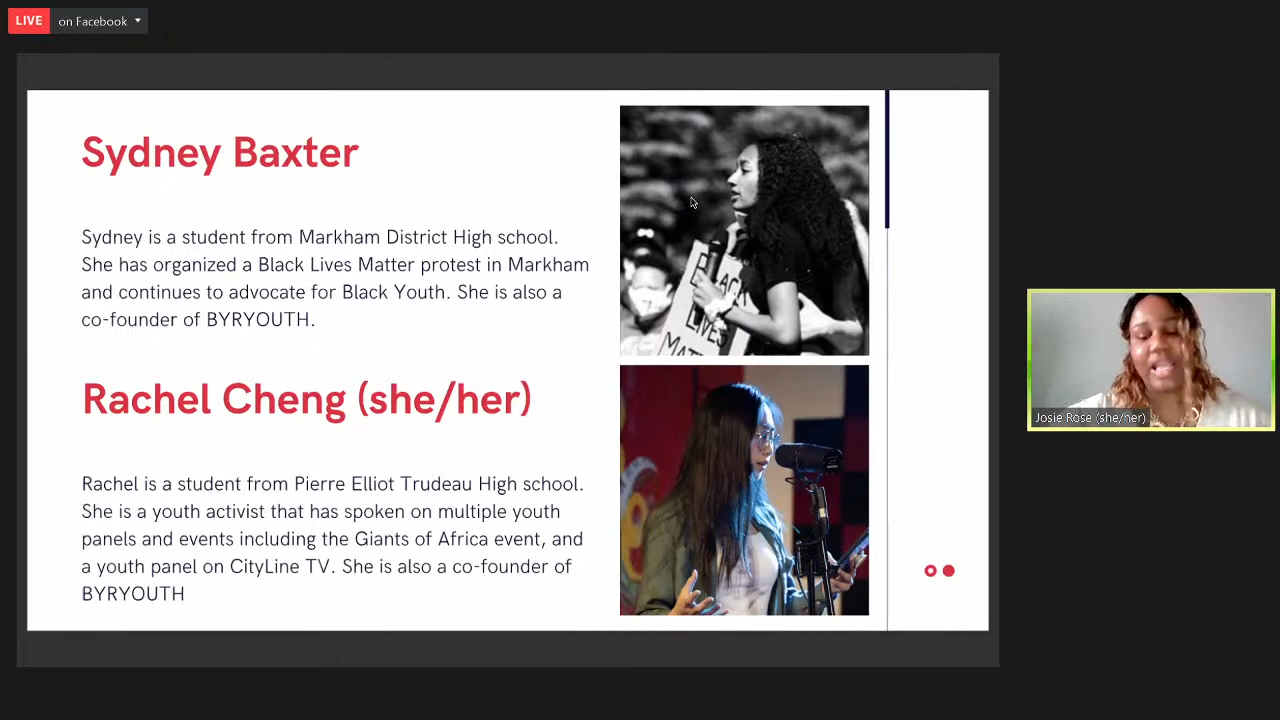 LIVE on Facebook
Sydney Baxter
Sydney is a student from Markham District High school.
She has organized a Black Lives Matter protest in Markham
and continues to advocate for Black Youth. She is also a
co-founder of BYRYOUTH.
BLACK
LIVES
MATTER
Rachel Cheng (she/her)
Rachel is a student from Pierre Elliot Trudeau High school.
She is a youth activist that has spoken on multiple youth
panels and events including the Giants of Africa event, and
a youth panel on CityLine TV. She is also a co-founder of
BYRYOUTH
Josie Rose (she/her)